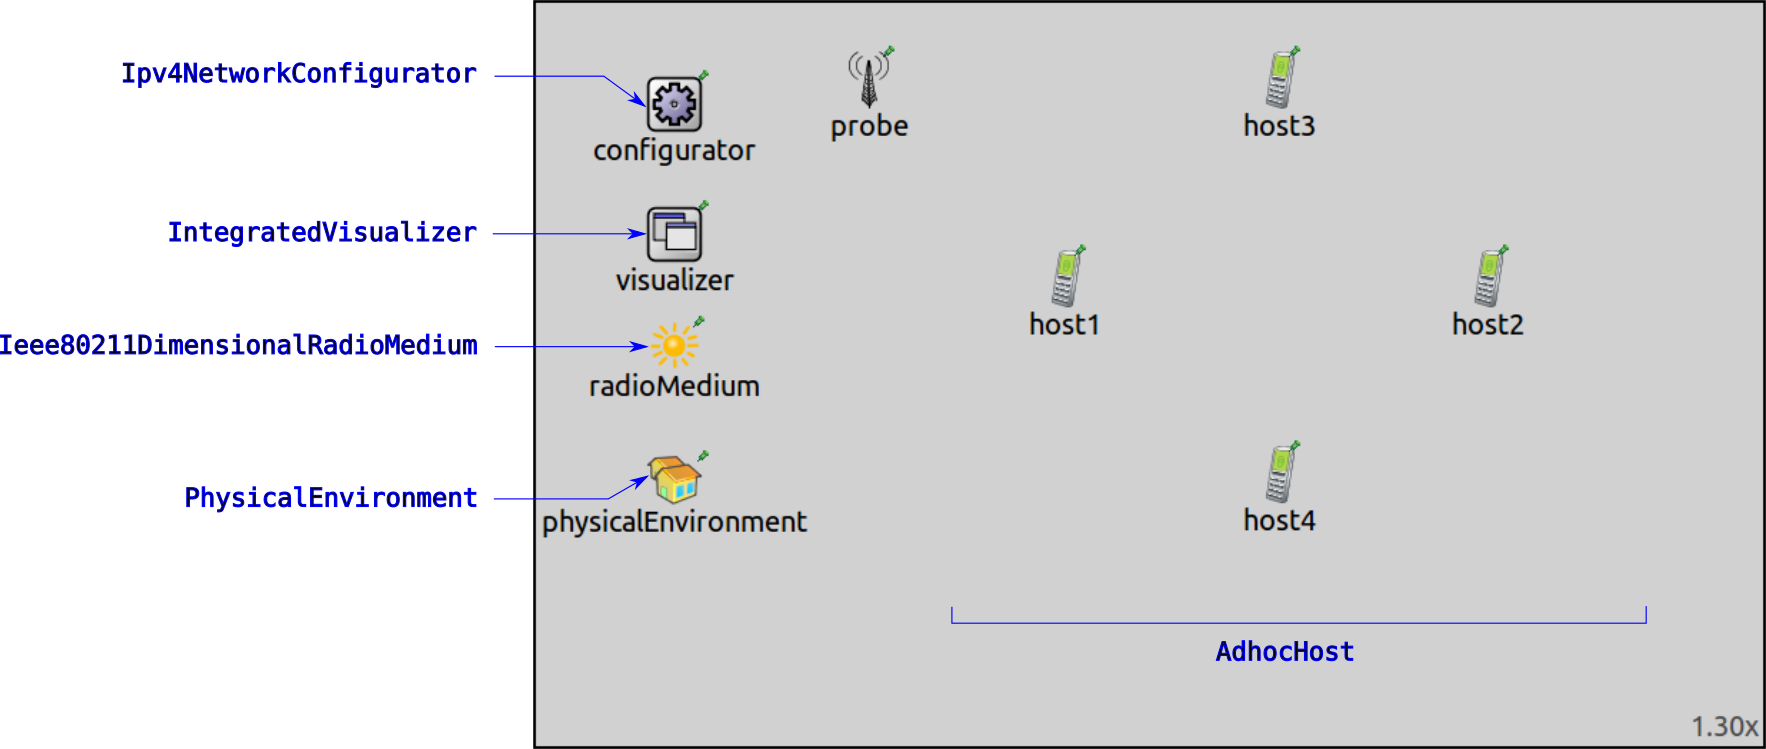 Ipv4NetworkConfigurator
configurator
probe
host3
IntegratedVisualizer
visualizer
host1
host2
Ieee80211DimensionalRadioMedium
radioMedium
PhysicalEnvironment
physicalEnvironment
host4
AdhocHost
1.30x